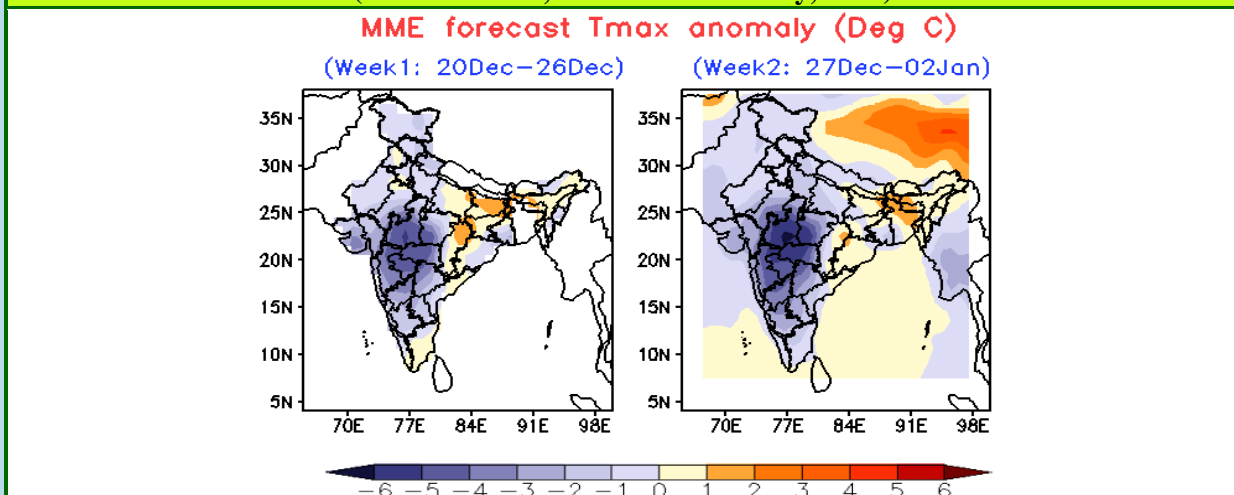 MME forecast Tmax anomaly (Deg C)
(Week1: 20Dec-26Dec) (Week2: 27Dec-02Jan)
35N 35N
30N 30N
25N 25N
20N 20N
15N 15N
10N 10N
5N 5N
70E 77E 84E 91E 98E 70E 77E 84E 91E 98E
-6 -5 -4 -3 -2 -1 0 1 2 3 4 5 6